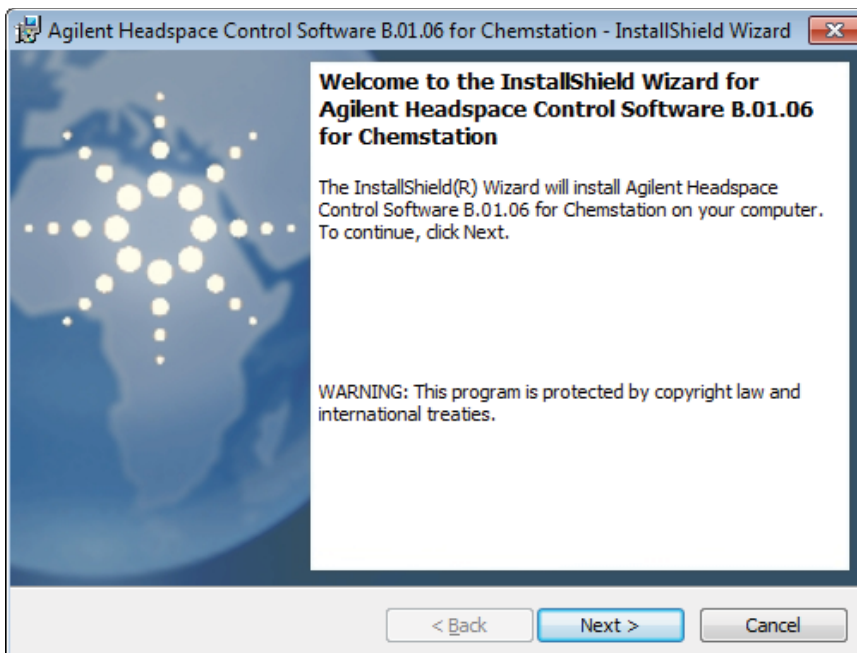 Agilent Headspace Control Software B.01.06 for Chemstation - InstallShield Wizard
Welcome to the InstallShield Wizard for
Agilent Headspace Control Software B.01.06
for Chemstation
The InstallShield(R) Wizard will install Agilent Headspace
Control Software B.01.06 for Chemstation on your computer.
To continue, click Next.
WARNING: This program is protected by copyright law and
international treaties.
< Back
Next >
Cancel